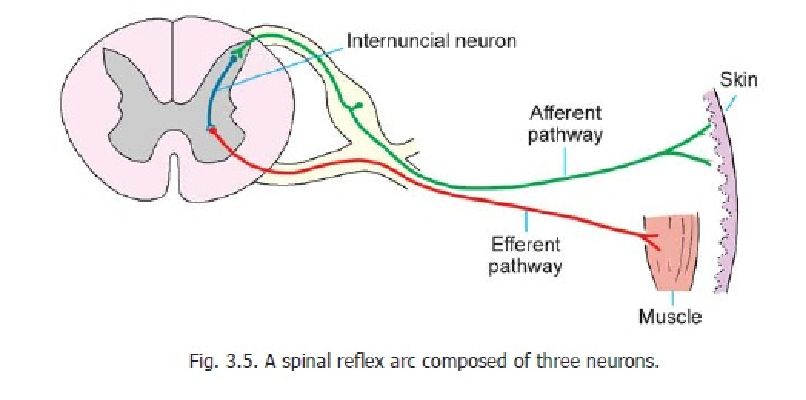 Internuncial neuron
Skin
Afferent
pathway
Efferent
pathway
Muscle
Fig. 3.5. A spinal reflex arc composed of three neurons.